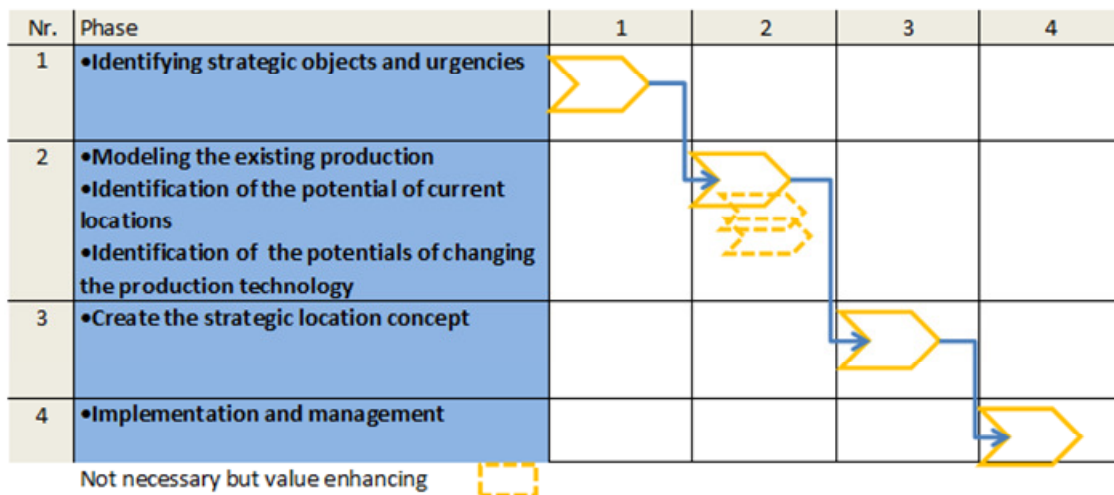 Nr. Phase 1 2 3 4
1 •Identifying strategic objects and urgencies
2 •Modeling the existing production
•Identification of the potential of current
locations
•Identification of the potentials of changing
the production technology
3 •Create the strategic location concept
4 •Implementation and management
Not necessary but value enhancing